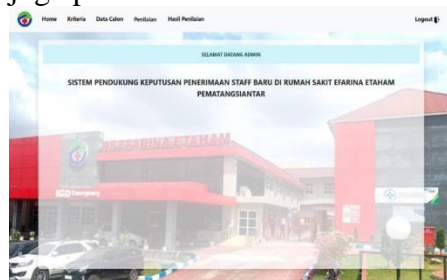 Home Kriteria Data Calon Penilaian Hasil Penilaian Logout
SELAMAT DATANG ADMIN
SISTEM PENDUKUNG KEPUTUSAN PENERIMAAN STAFF BARU DI RUMAH SAKIT EFARINA ETAHAM
PEMATANGSIANTAR
EFARINA ETAHAM
IGD Emergency